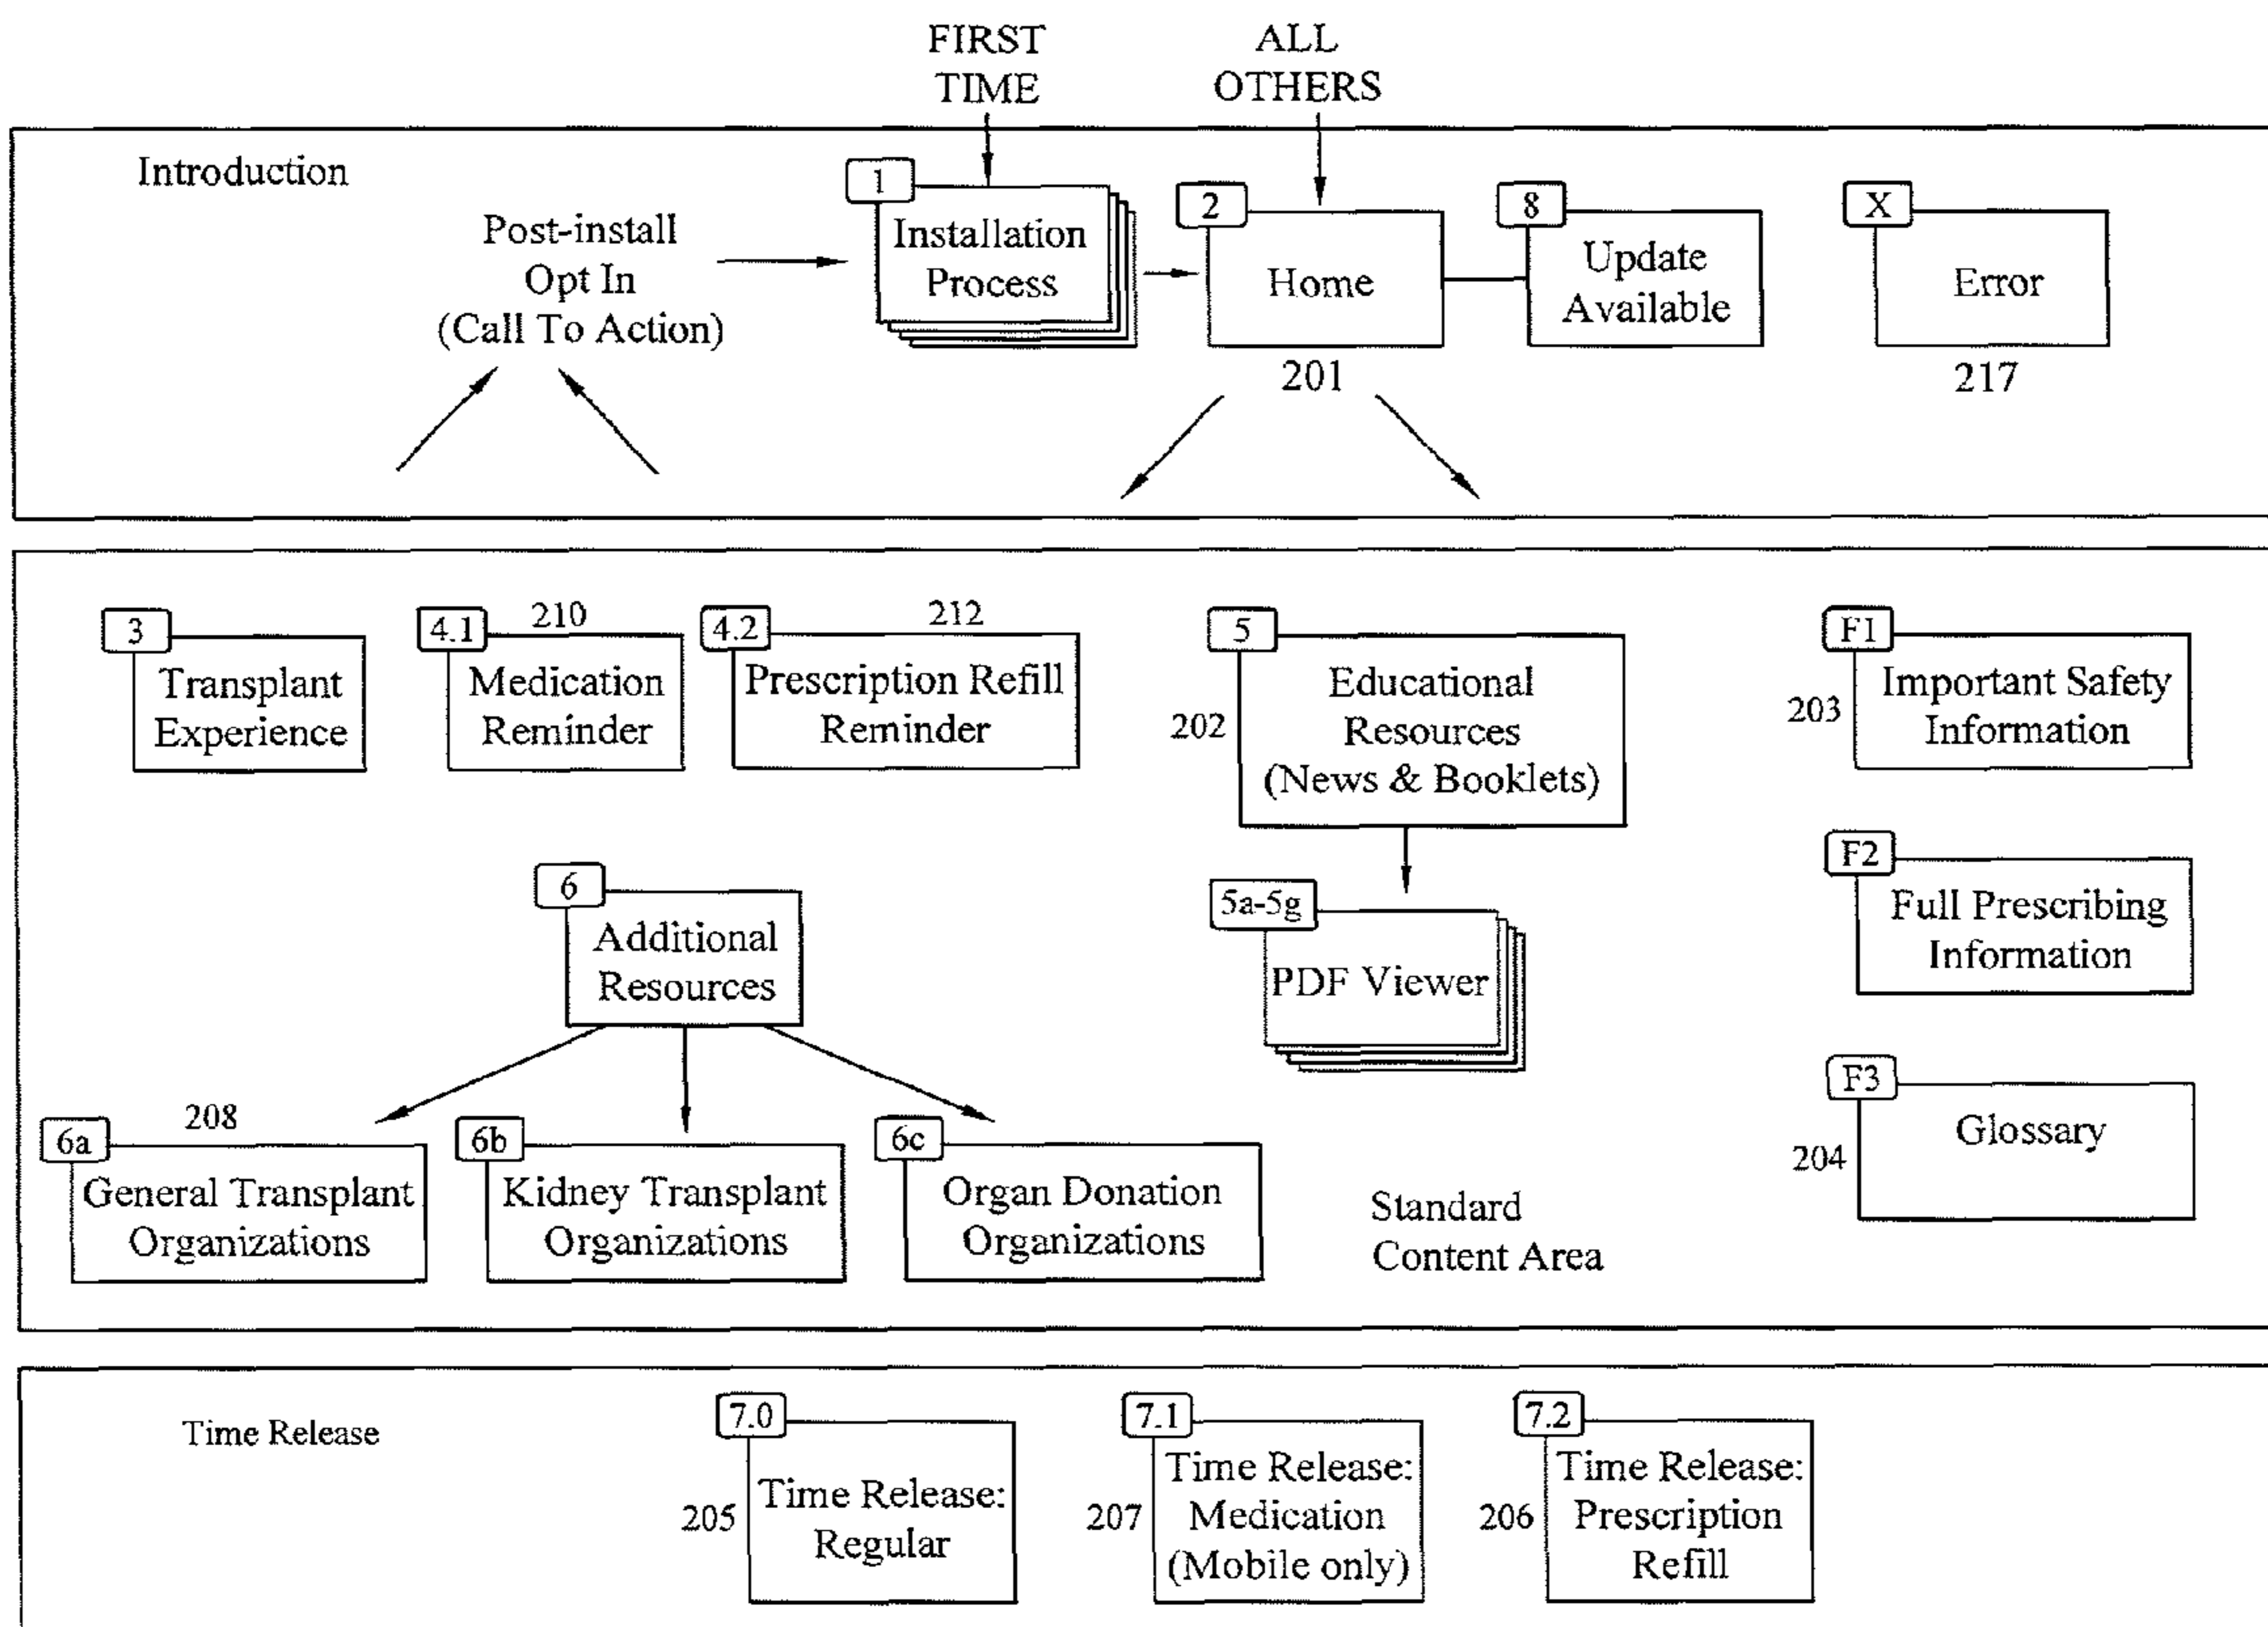 FIRST
TIME
ALL
OTHERS
Introduction
Post-install
Opt In
(Call To Action)
1
Installation
Process
2
Home
201
8
Update
Available
X
Error
217
3
Transplant
Experience
4.1
210
Medication
Reminder
4.2
212
Prescription Refill
Reminder
5
202
Educational
Resources
(News & Booklets)
F1
203
Important Safety
Information
6
Additional
Resources
5a-5g
PDF Viewer
F2
Full Prescribing
Information
6a
208
General Transplant
Organizations
6b
Kidney Transplant
Organizations
6c
Organ Donation
Organizations
Standard
Content Area
F3
204
Glossary
Time Release
7.0
205
Time Release:
Regular
7.1
207
Time Release:
Medication
(Mobile only)
7.2
206
Time Release:
Prescription
Refill